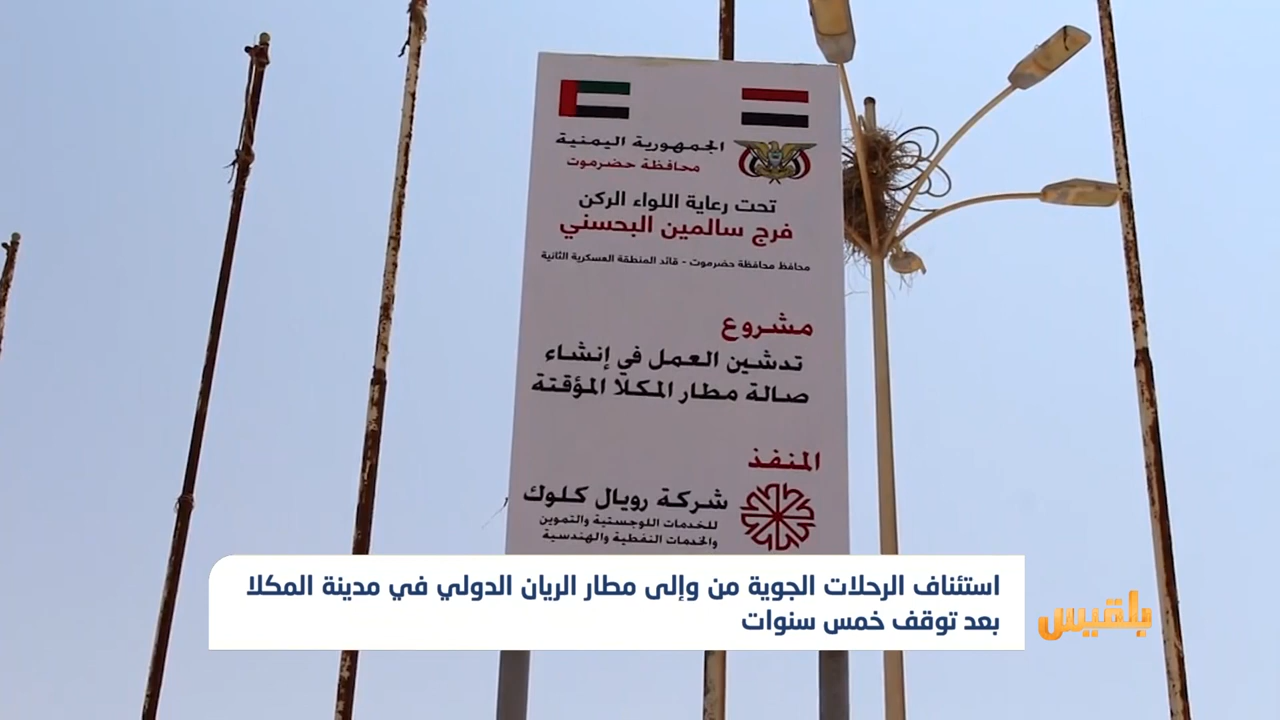 الجمهورية اليمنية
محافظة حضرموت
تحت رعاية اللواء الركن
فرج سالمين البحسني
محافظ محافظة حضرموت - قائد المنطقة العسكرية الثانية
مشروع
تدشين العمل في إنشاء
صالة مطار المكلا المؤقتة
المنفذ
شركة رويال كلوك
للخدمات اللوجستية والتموين
والخدمات النفطية والهندسية
استئناف الرحلات الجوية من وإلى مطار الريان الدولي في مدينة المكلا
بعد توقف خمس سنوات
بلقيس